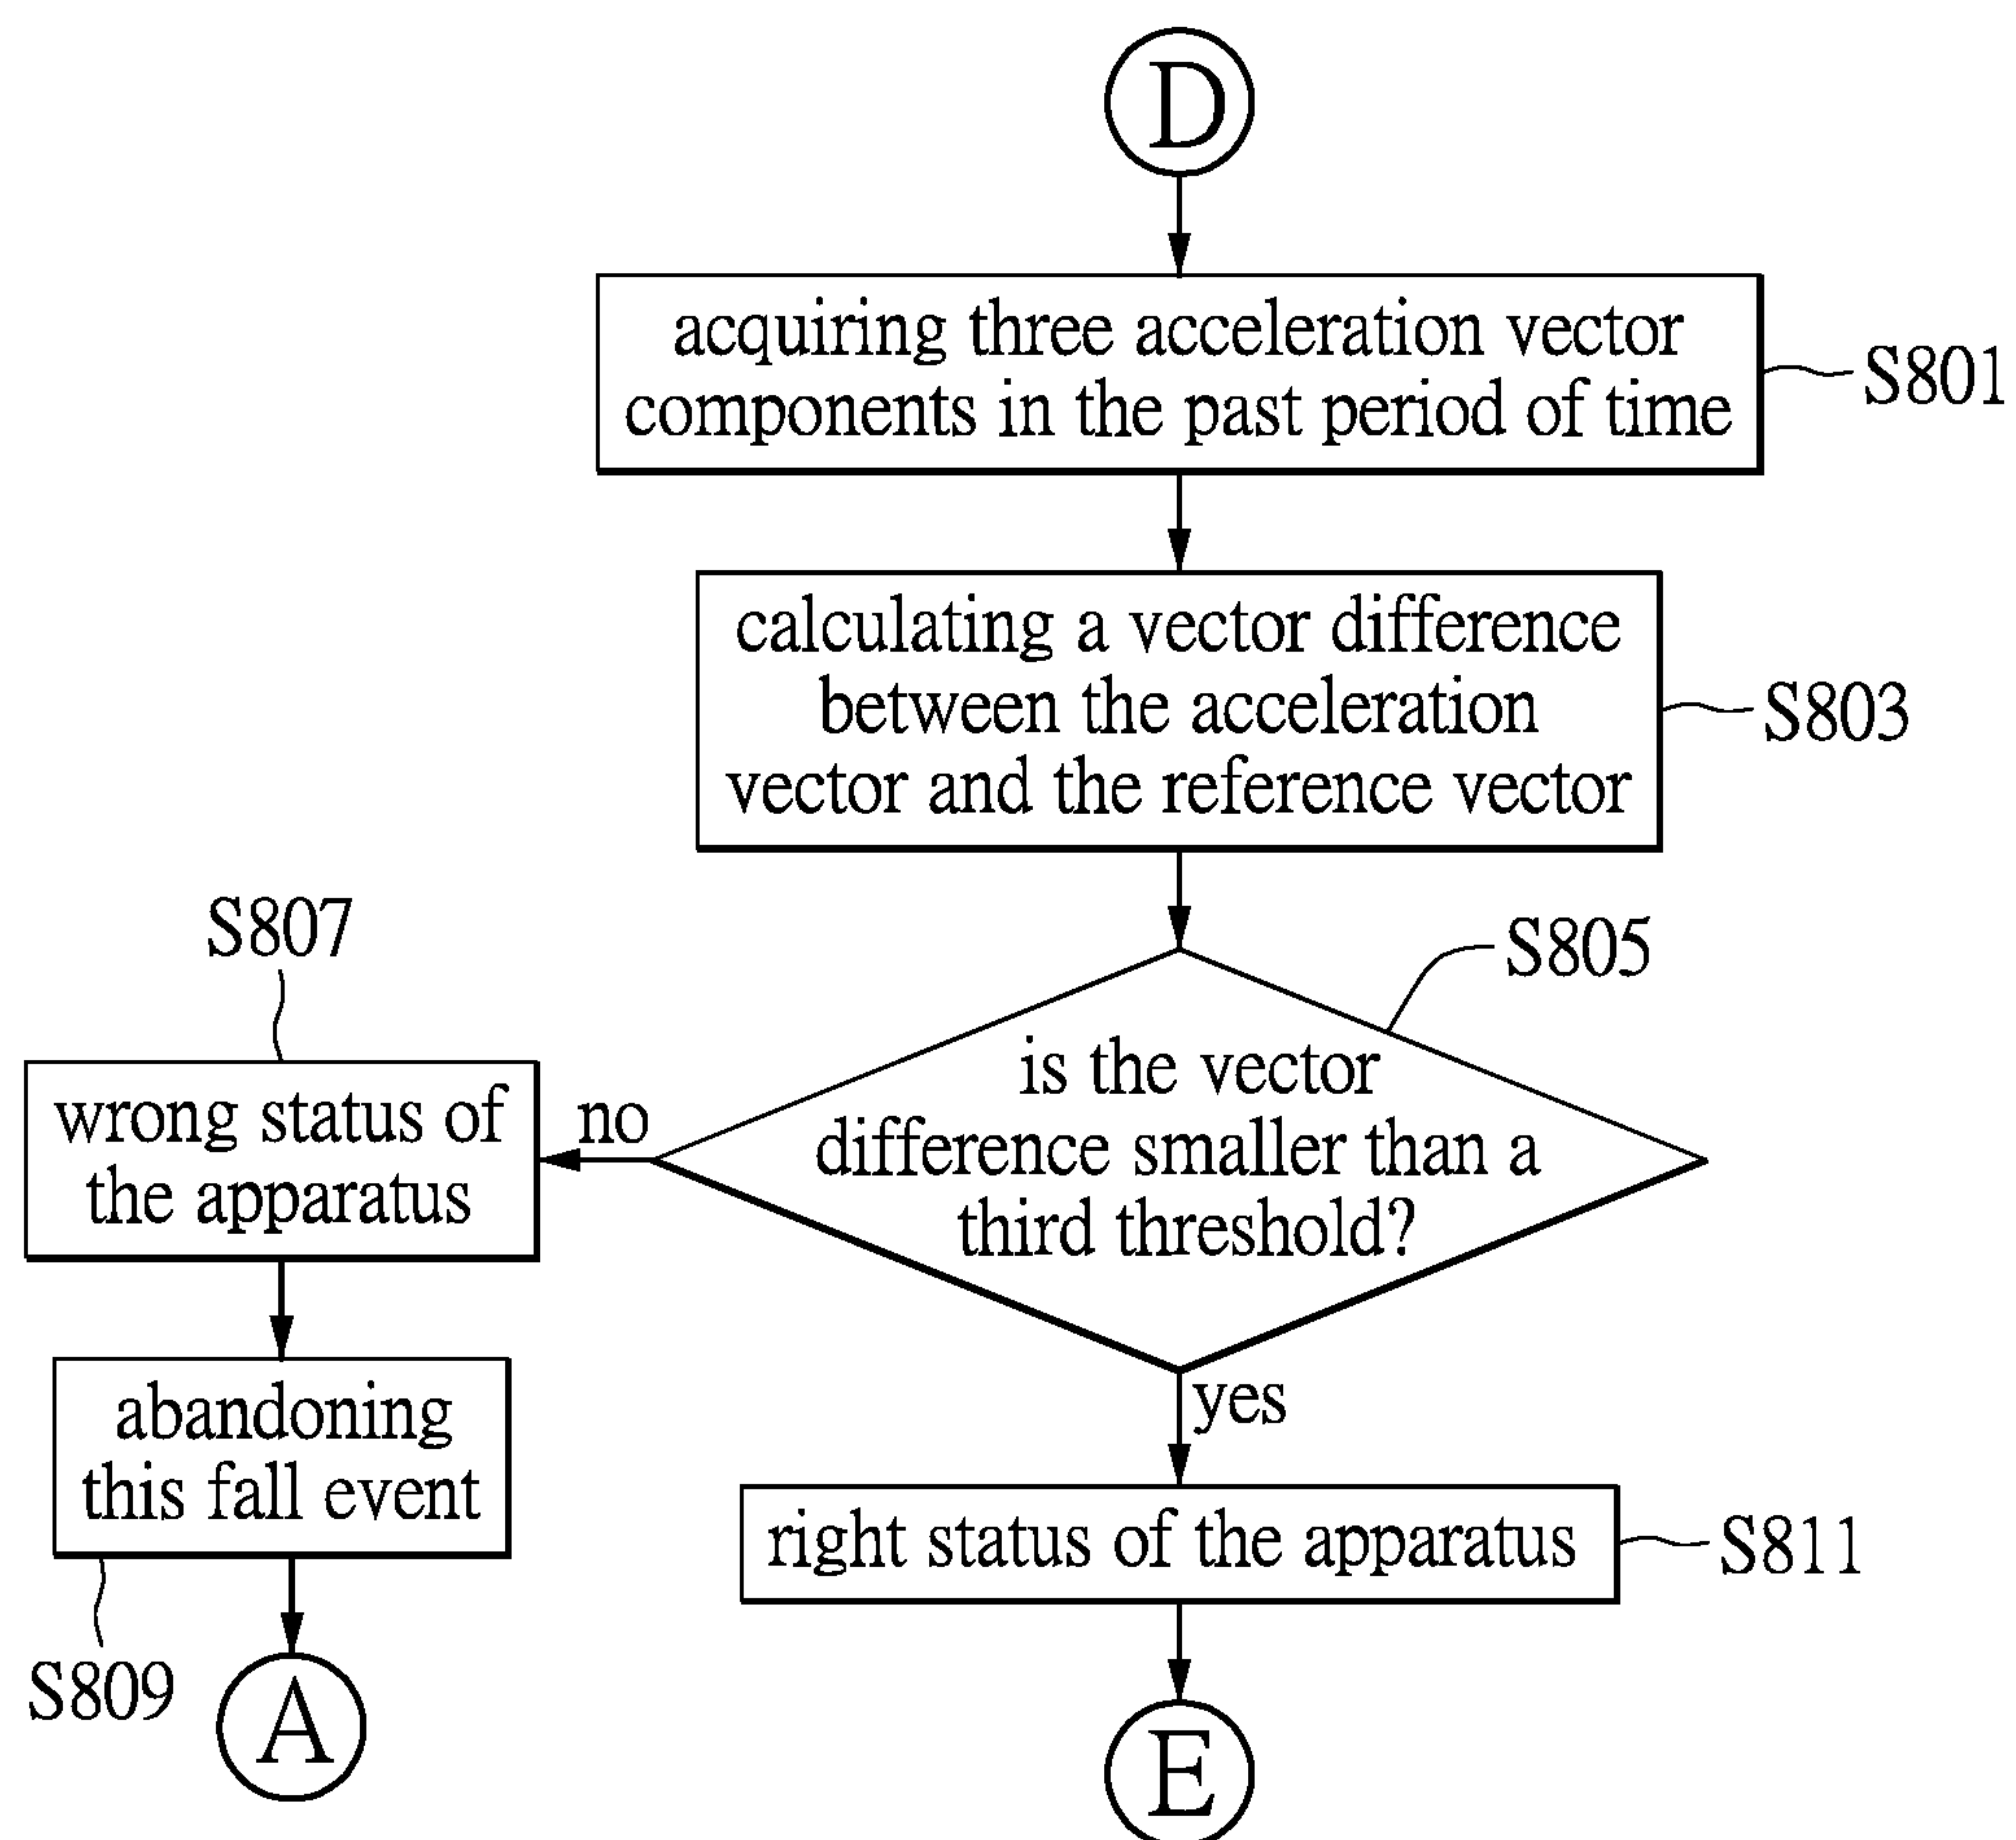 D
acquiring three acceleration vector
components in the past period of time
S801
calculating a vector difference
between the acceleration
vector and the reference vector
S803
S805
is the vector
difference smaller than a
third threshold?
no
S807
wrong status of
the apparatus
abandoning
this fall event
S809
A
yes
right status of the apparatus
S811
E